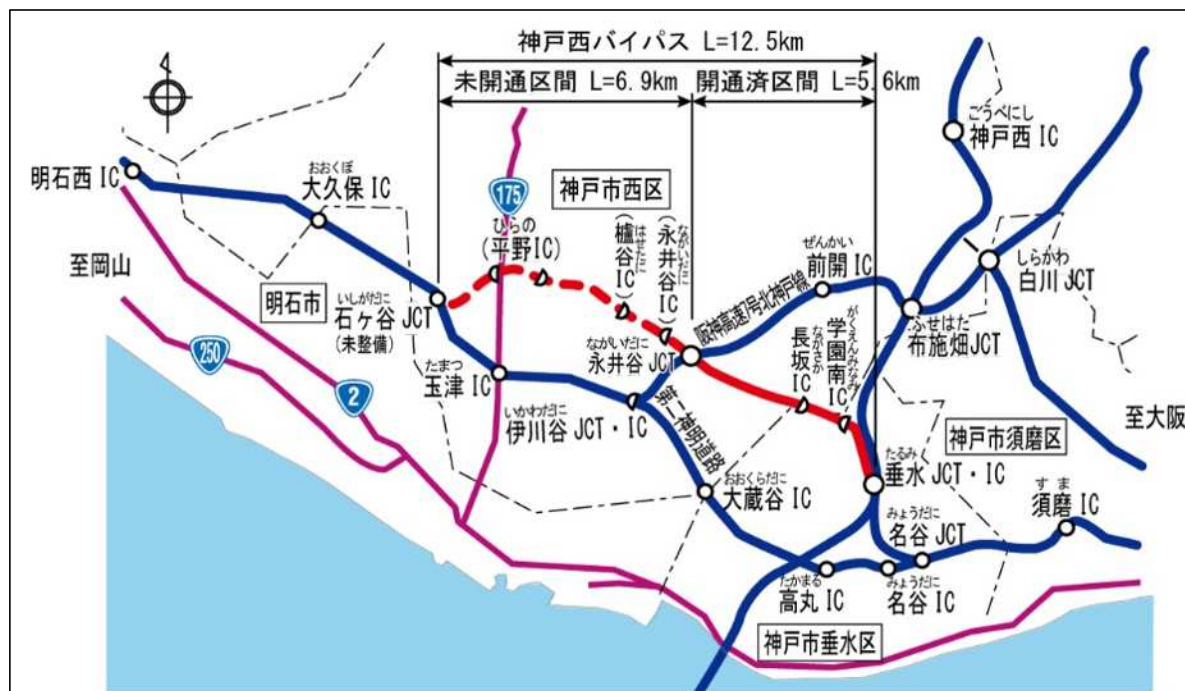 神戸西バイパス L=12.5km
未開通区間 L=6.9km
開通済区間 L=5.6km
ごうべにし
神戸西 IC
明石西 IC
おおくぼ
大久保 IC
175
神戸市西区
ひらの
(平野IC)
はせたに
(櫨谷IC)
ながいだに
(永井谷IC)
ぜんかい
前開 IC
しらかわ
白川 JCT
至岡山
明石市
いしがだに
石ヶ谷 JCT
(未整備)
阪神高速7号北神戸線
ふせはた
布施畑JCT
250
2
たまつ
玉津 IC
ながいだに
永井谷 JCT
ながさか
長坂IC
がくえんみなみ
学園南IC
至大阪
いかわだに
伊川谷 JCT・IC
第二神明道路
神戸市須磨区
おおくらだに
大蔵谷 IC
たるみ
垂水 JCT・IC
すま
須磨 IC
みょうだに
名谷 JCT
たかまる
高丸 IC
みょうだに
名谷 IC
神戸市垂水区